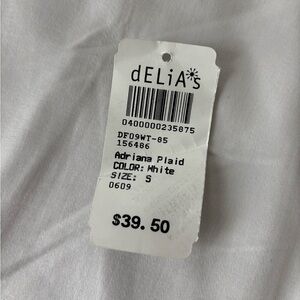 dELiA*s
0400000235875
DF09WT-85
156486
Adriana Plaid
COLOR: White
SIZE: S
0609
$39.50